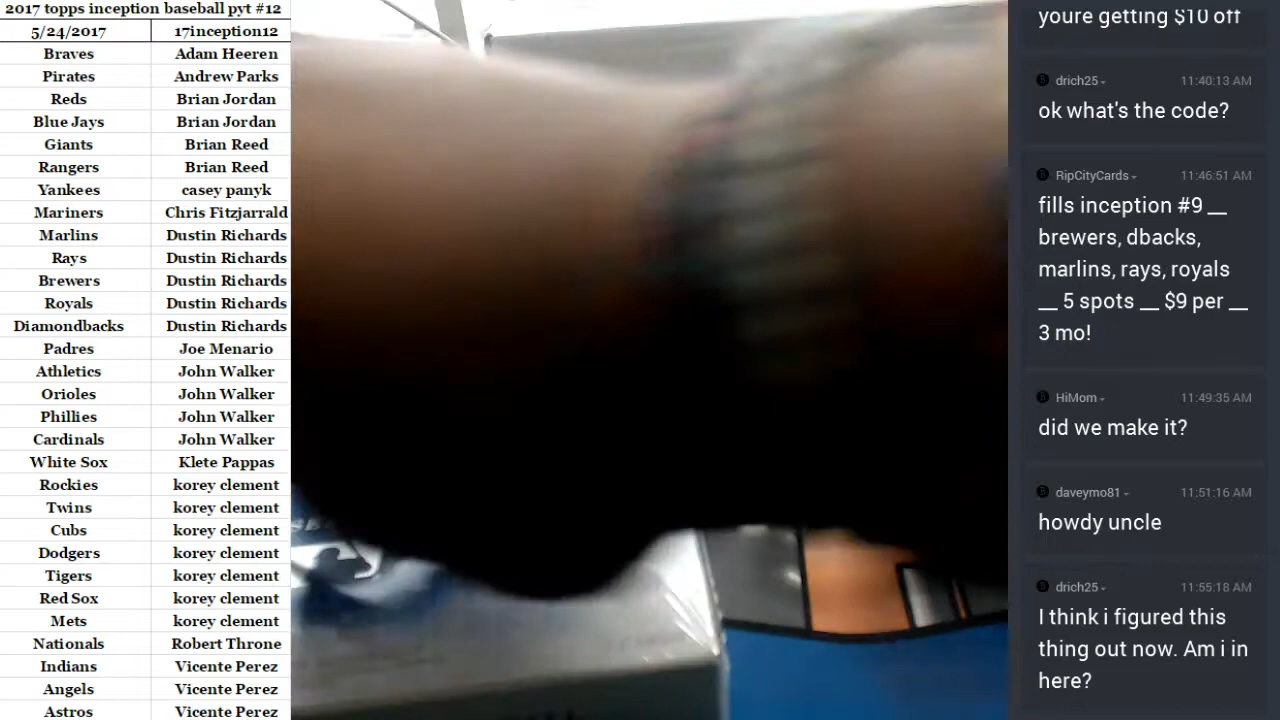 2017 topps inception baseball pyt #12
5/24/2017 17inception12
Braves Adam Heeren
Pirates Andrew Parks
Reds Brian Jordan
Blue Jays Brian Jordan
Giants Brian Reed
Rangers Brian Reed
Yankees casey panyk
Mariners Chris Fitzjarrald
Marlins Dustin Richards
Rays Dustin Richards
Brewers Dustin Richards
Royals Dustin Richards
Diamondbacks Dustin Richards
Padres Joe Menario
Athletics John Walker
Orioles John Walker
Phillies John Walker
Cardinals John Walker
White Sox Klete Pappas
Rockies korey clement
Twins korey clement
Cubs korey clement
Dodgers korey clement
Tigers korey clement
Red Sox korey clement
Mets korey clement
Nationals Robert Throne
Indians Vicente Perez
Angels Vicente Perez
Astros Vicente Perez
youre getting $10 off
drich25 11:40:13 AM
ok what's the code?
RipCityCards 11:46:51 AM
fills inception #9 __
brewers, dbacks,
marlins, rays, royals
__ 5 spots __ $9 per __
3 mo!
HiMom 11:49:35 AM
did we make it?
daveymo81 11:51:16 AM
howdy uncle
drich25 11:55:18 AM
I think i figured this
thing out now. Am i in
here?